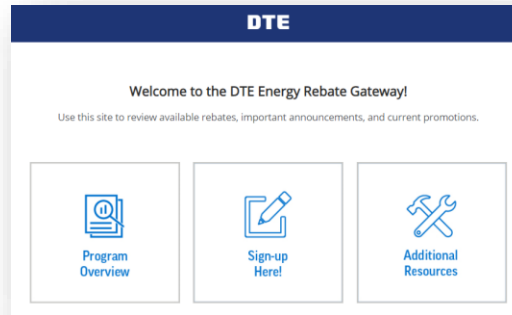 DTE
Welcome to the DTE Energy Rebate Gateway!
Use this site to review available rebates, important announcements, and current promotions.
Program
Overview
Sign-up
Here!
Additional
Resources